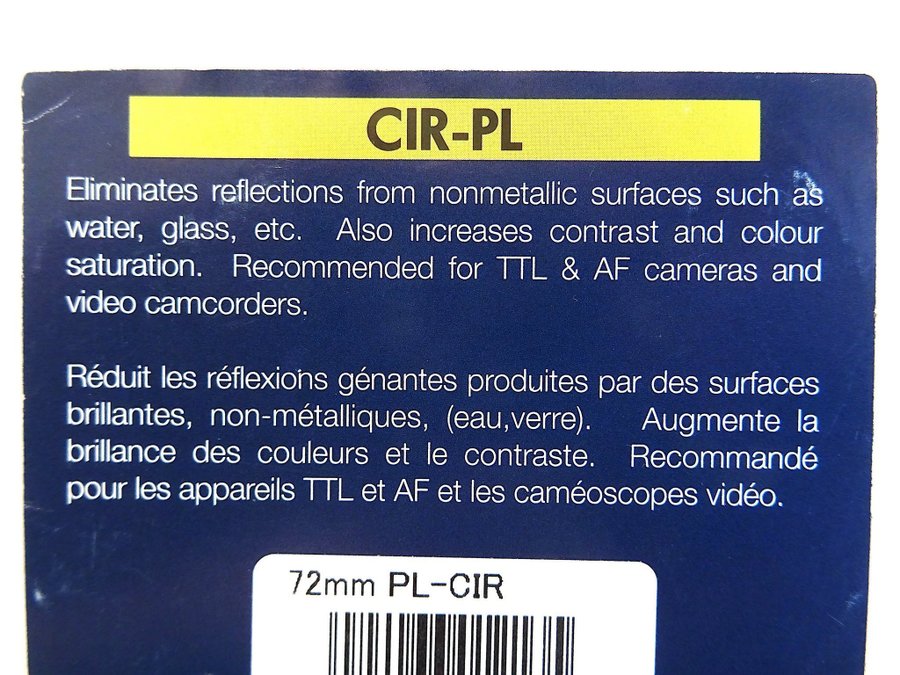 CIR-PL
Eliminates reflections from nonmetallic surfaces such as
water, glass, etc. Also increases contrast and colour
saturation. Recommended for TTL & AF cameras and
video camcorders.
Réduit les réflexions génantes produites par des surfaces
brillantes, non-métalliques, (eau,verre). Augmente la
brillance des couleurs et le contraste. Recommandé
pour les appareils TTL et AF et les caméoscopes vidéo.
72mm PL-CIR